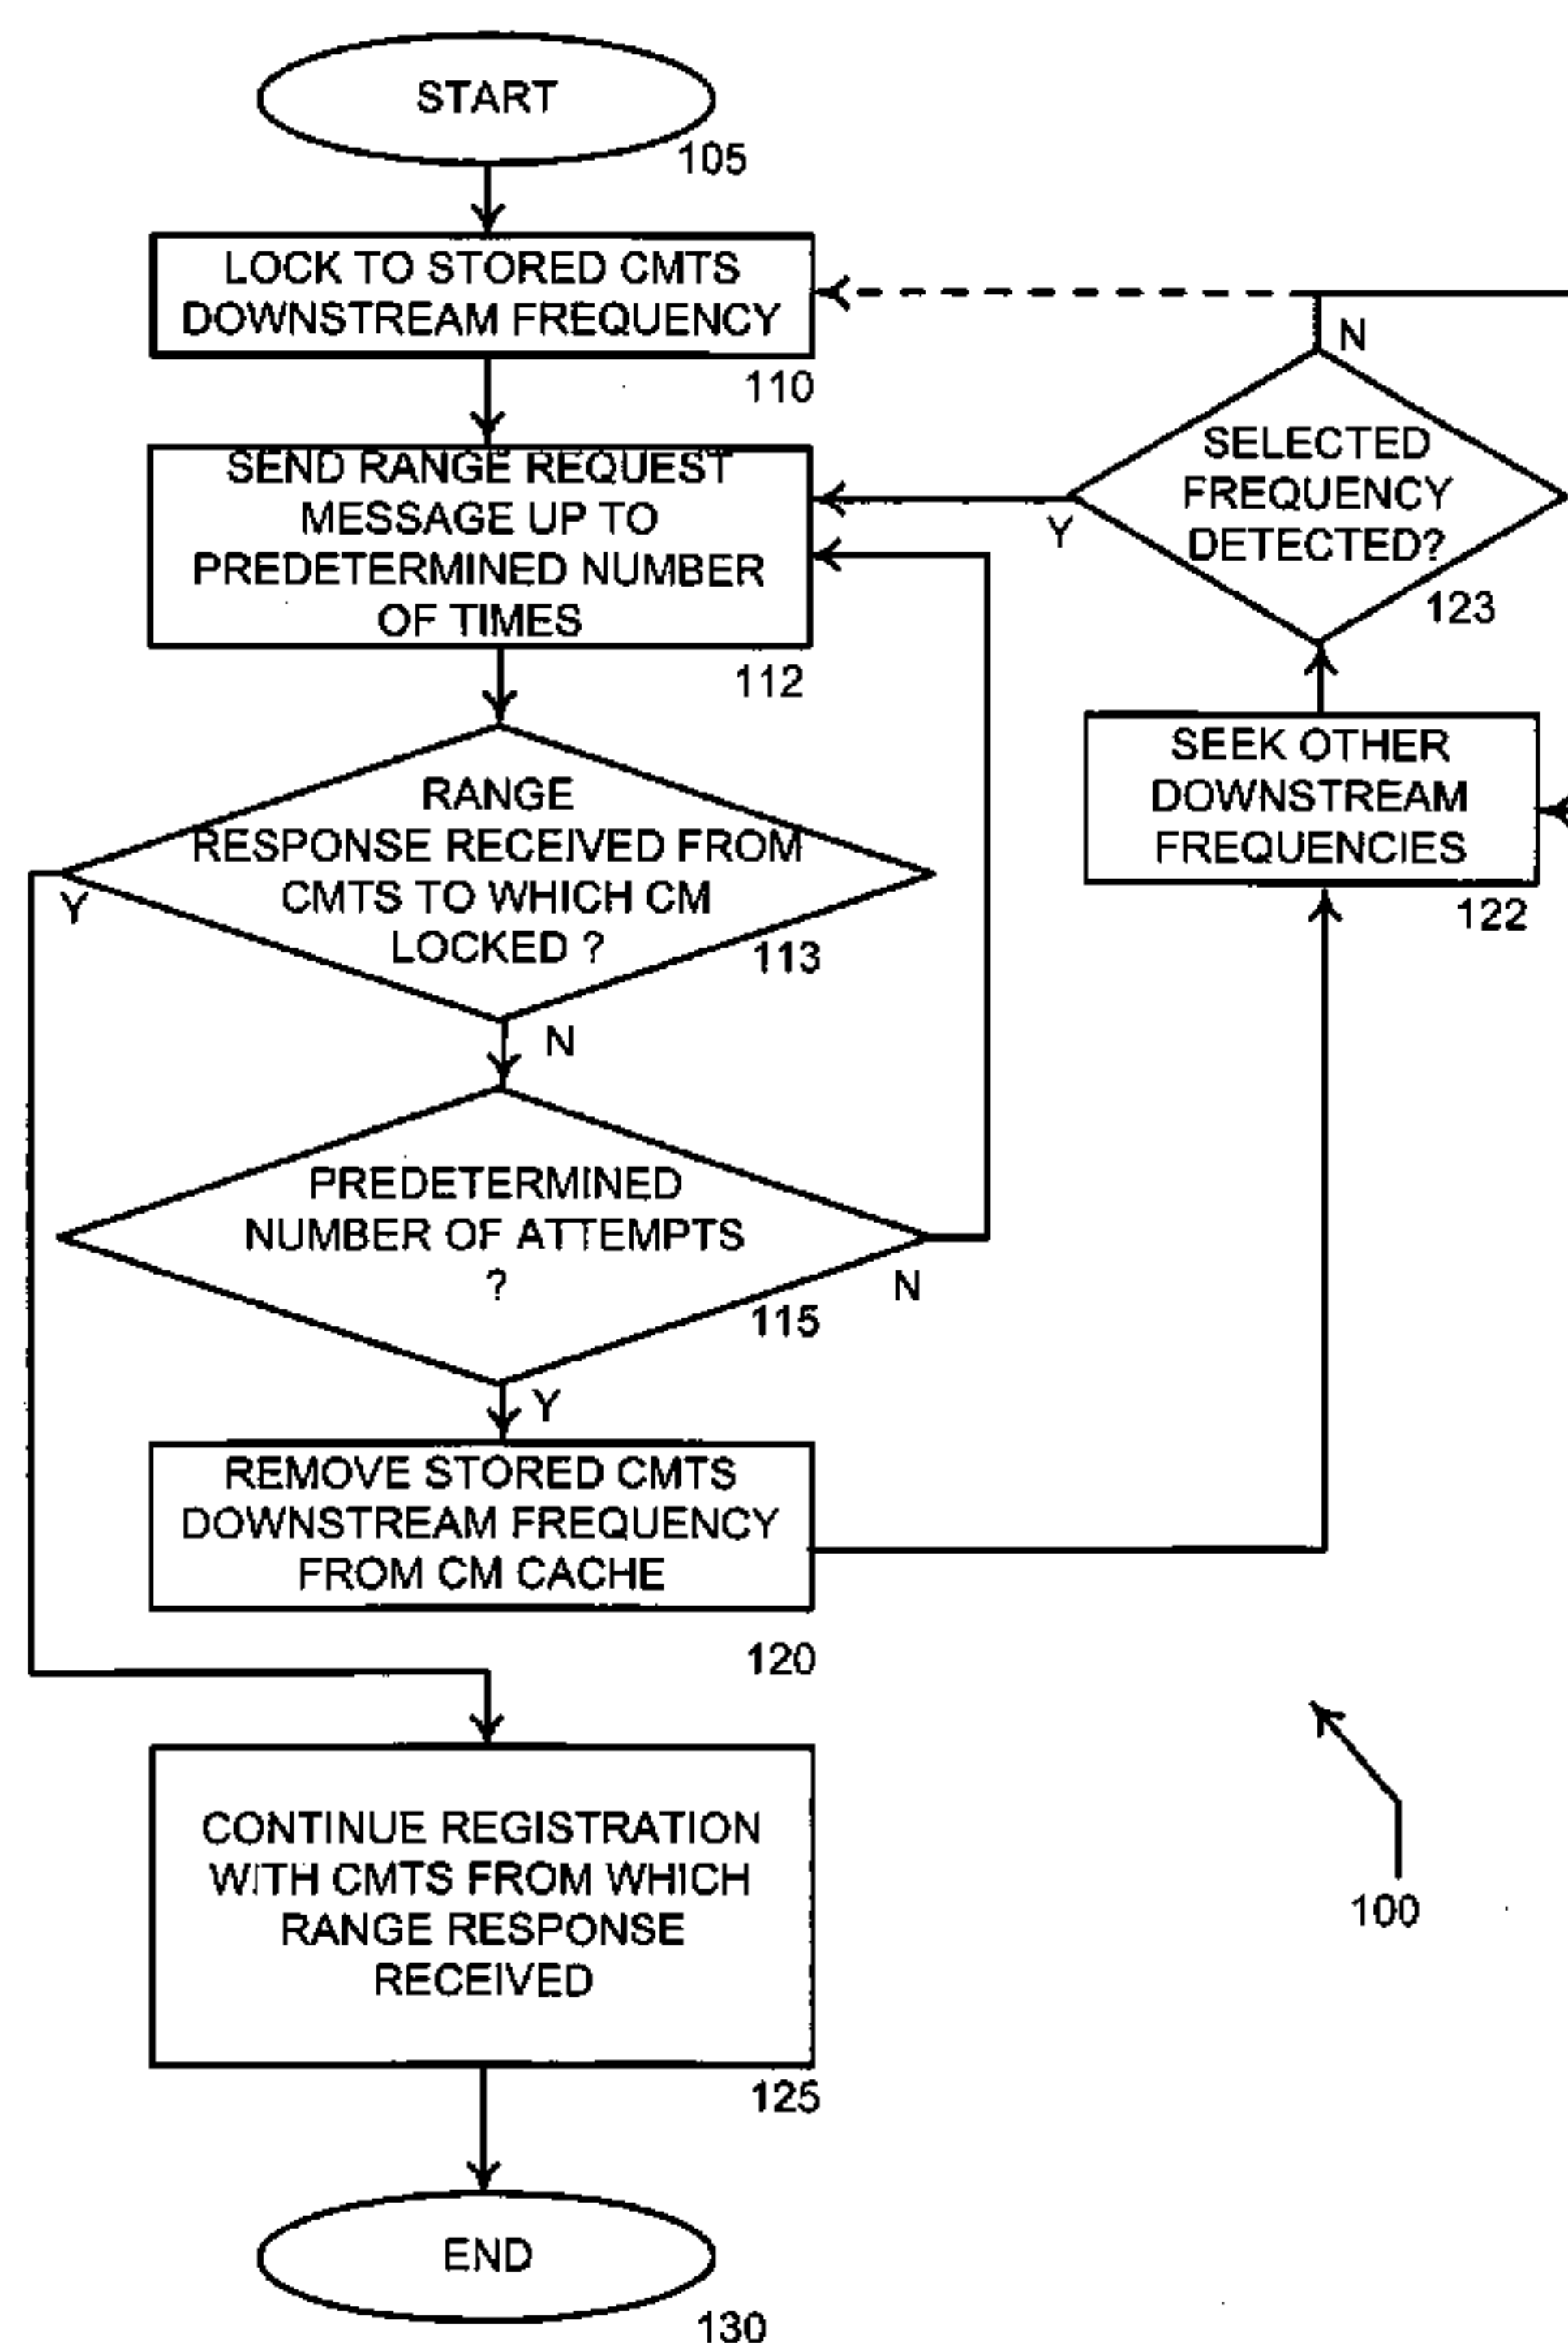 START
105
LOCK TO STORED CMTS
DOWNSTREAM FREQUENCY
110
N
SEND RANGE REQUEST
MESSAGE UP TO
PREDETERMINED NUMBER
OF TIMES
112
SELECTED
FREQUENCY
DETECTED?
Y
123
RANGE
RESPONSE RECEIVED FROM
CMTS TO WHICH CM
LOCKED ?
Y
113
N
SEEK OTHER
DOWNSTREAM
FREQUENCIES
122
PREDETERMINED
NUMBER OF ATTEMPTS
?
N
115
Y
REMOVE STORED CMTS
DOWNSTREAM FREQUENCY
FROM CM CACHE
120
CONTINUE REGISTRATION
WITH CMTS FROM WHICH
RANGE RESPONSE
RECEIVED
125
100
END
130